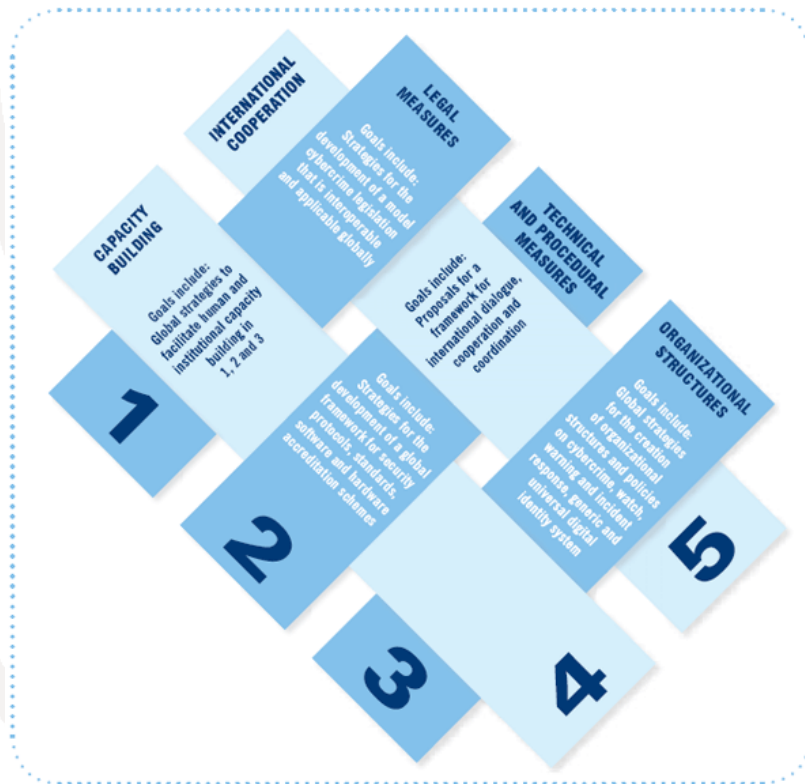 INTERNATIONAL
COOPERATION
LEGAL
MEASURES
Goals include:
Strategies for the
development of a model
cybercrime legislation
that is interoperable
and applicable globally
CAPACITY
BUILDING
Goals include:
Global strategies to
facilitate human and
institutional capacity
building in
1, 2 and 3
TECHNICAL
AND PROCEDURAL
MEASURES
Goals include:
Proposals for a
framework for
international dialogue,
cooperation and
coordination
ORGANIZATIONAL
STRUCTURES
Goals include:
Global strategies
for the creation
of organizational
structures and policies
on cybercrime, watch,
warning and incident
response, generic and
universal digital
identity system
1
Goals include:
Strategies for the
development of a global
framework for security
protocols, standards,
software and hardware
accreditation schemes
2
3
4
5